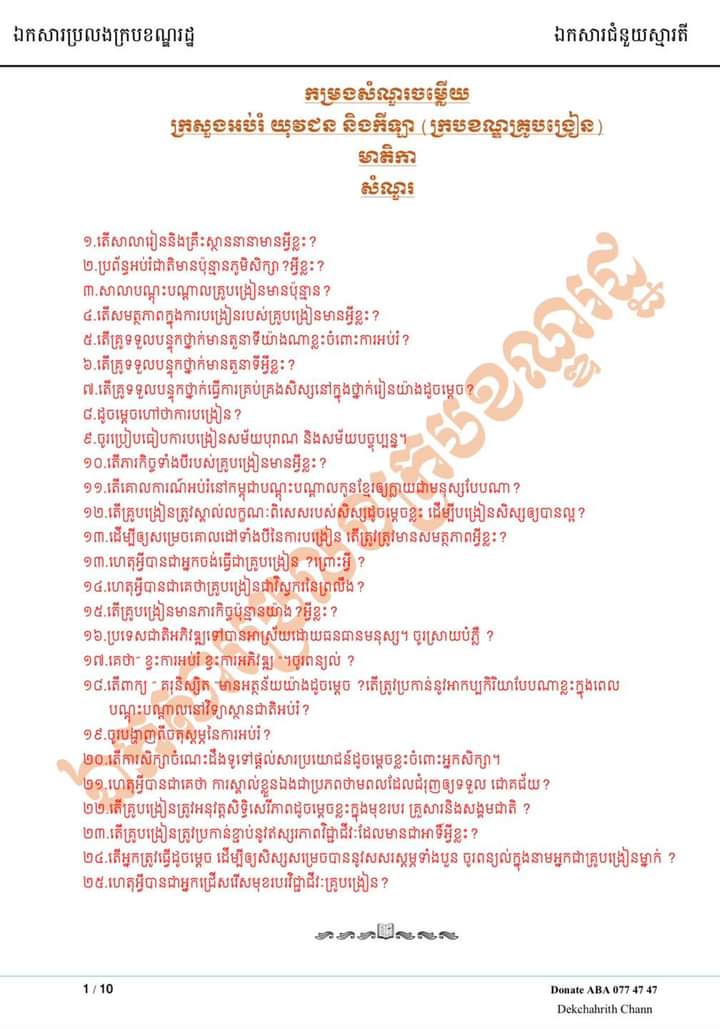 ឯកសារប្រលងក្របខណ្ឌរដ្ឋ
ឯកសារជំនួយស្មារតី
កម្រងសំណួរចម្លើយ
ក្រសួងអប់រំ យុវជន និងកីឡា (ក្របខណ្ឌគ្រូបង្រៀន)
មាតិកា
សំណួរ
១.តើសាលារៀននិងគ្រឹះស្ថាននានាមានអ្វីខ្លះ?
២.ប្រព័ន្ធអប់រំជាតិមានប៉ុន្មានភូមិសិក្សា?អ្វីខ្លះ?
៣.សាលាបណ្តុះបណ្តាលគ្រូបង្រៀនមានប៉ុន្មាន?
៤.តើសមត្ថភាពក្នុងការបង្រៀនរបស់គ្រូបង្រៀនមានអ្វីខ្លះ?
៥.តើគ្រូទទួលបន្ទុកថ្នាក់មានតួនាទីយ៉ាងណាខ្លះចំពោះការអប់រំ?
៦.តើគ្រូទទួលបន្ទុកថ្នាក់មានតួនាទីអ្វីខ្លះ?
៧.តើគ្រូទទួលបន្ទុកថ្នាក់ធ្វើការគ្រប់គ្រងសិស្សនៅក្នុងថ្នាក់រៀនយ៉ាងដូចម្តេច?
៨.ដូចម្តេចហៅថាការបង្រៀន?
៩.ចូរប្រៀបធៀបការបង្រៀនសម័យបុរាណ និងសម័យបច្ចុប្បន្ន។
១០.តើភារកិច្ចទាំងបីរបស់គ្រូបង្រៀនមានអ្វីខ្លះ?
១១.តើគោលការណ៍អប់រំនៅកម្ពុជាបណ្តុះបណ្តាលកូនខ្មែរឲ្យក្លាយជាមនុស្សបែបណា?
១២.តើគ្រូបង្រៀនត្រូវស្គាល់លក្ខណៈពិសេសរបស់សិស្សដូចម្តេចខ្លះ ដើម្បីបង្រៀនសិស្សឲ្យបានល្អ?
១៣.ដើម្បីឲ្យសម្រេចគោលដៅទាំងបីនៃការបង្រៀន តើត្រូវត្រូវមានសមត្ថភាពអ្វីខ្លះ?
១៣.ហេតុអ្វីបានជាអ្នកចង់ធ្វើជាគ្រូបង្រៀន ?ព្រោះអ្វី ?
១៤.ហេតុអ្វីបានជាគេថាគ្រូបង្រៀនជាវិស្វករនៃព្រលឹង?
១៥.តើគ្រូបង្រៀនមានភារកិច្ចប៉ុន្មានយ៉ាង?អ្វីខ្លះ?
១៦.ប្រទេសជាតិអភិវឌ្ឍទៅបានអាស្រ័យដោយធនធានមនុស្ស។ ចូរស្រាយបំភ្លឺ ?
១៧.គេថា" ខ្វះការអប់រំ ខ្វះការអភិវឌ្ឍ "។ចូរពន្យល់ ?
១៨.តើពាក្យ " គរុនិស្សិត "មានអត្ថន័យយ៉ាងដូចម្តេច ?តើត្រូវប្រកាន់នូវអាកប្បកិរិយាបែបណាខ្លះក្នុងពេល
បណ្តុះបណ្តាលនៅវិទ្យាស្ថានជាតិអប់រំ?
១៩.ចូរបង្ហាញពីចតុស្តម្ភនៃការអប់រំ?
២០.តើការសិក្សាចំណេះដឹងទូទៅផ្តល់សារប្រយោជន៍ដូចម្តេចខ្លះចំពោះអ្នកសិក្សា។
២១.ហេតុអ្វីបានជាគេថា ការស្គាល់ខ្លួនឯងជាប្រភពថាមពលដែលជំរុញឲ្យទទួល ជោគជ័យ?
២២.តើគ្រូបង្រៀនត្រូវអនុវត្តសិទ្ធិសេរីភាពដូចម្តេចខ្លះក្នុងមុខរបរ គ្រួសារនិងសង្គមជាតិ ?
២៣.តើគ្រូបង្រៀនត្រូវប្រកាន់ខ្ជាប់នូវឥស្សរភាពវិជ្ជាជីវៈដែលមានជាអាទិ៍អ្វីខ្លះ?
២៤.តើអ្នកត្រូវធ្វើដូចម្តេច ដើម្បីឲ្យសិស្សសម្រេចបាននូវសសរស្តម្ភទាំងបួន ចូរពន្យល់ក្នុងនាមអ្នកជាគ្រូបង្រៀនម្នាក់ ?
២៥.ហេតុអ្វីបានជាអ្នកជ្រើសរើសមុខរបរវិជ្ជាជីវៈគ្រូបង្រៀន?
ឯកសារប្រលងក្របខណ្ឌរដ្ឋ
1 / 10
Donate ABA 077 47 47
Dekchahrith Chann